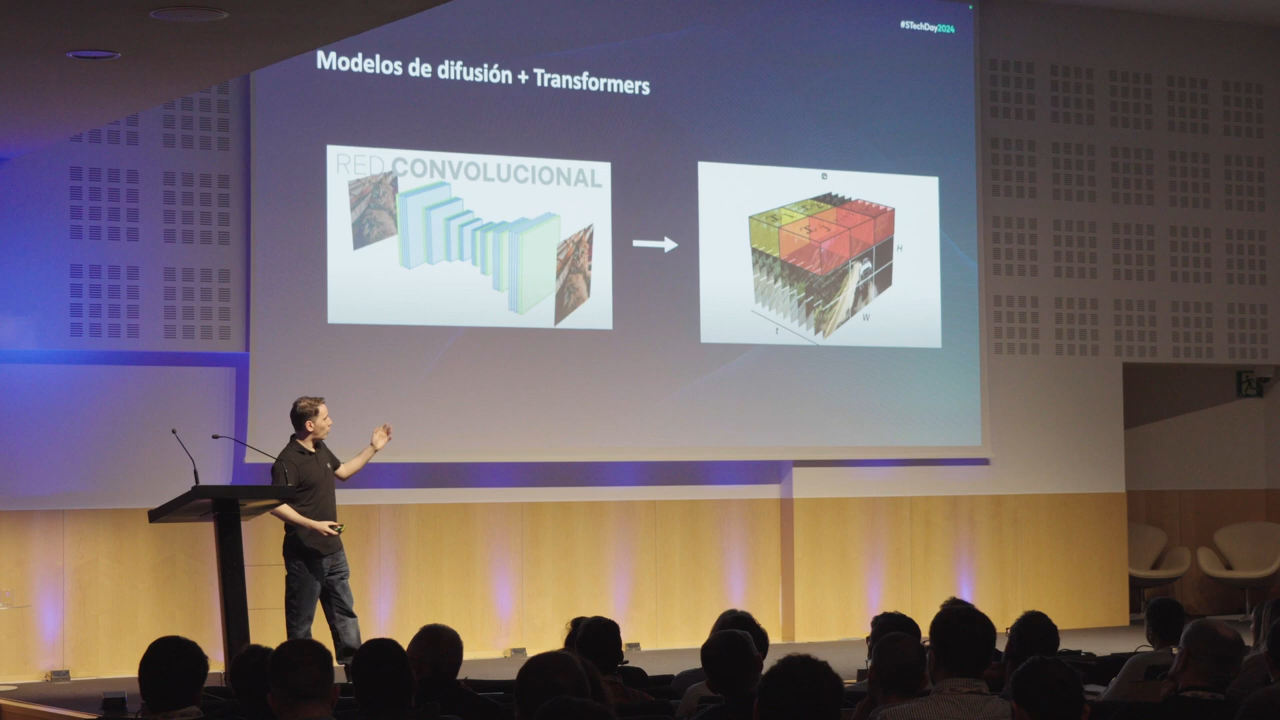 #STechDay2024
Modelos de difusión + Transformers
RED CONVOLUCIONAL
H
W
t